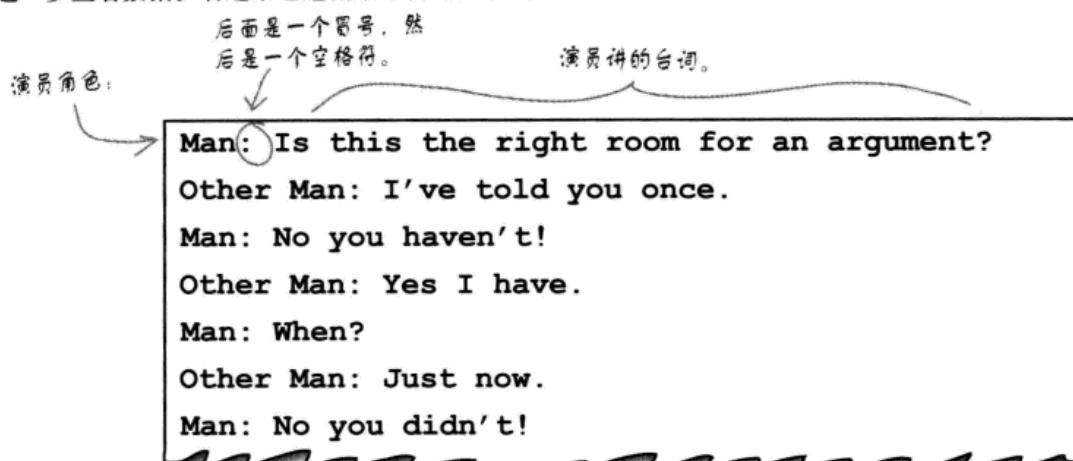 后面是一个冒号，然
后是一个空格符。
演员讲的台词。
演员角色：
Man: Is this the right room for an argument?
Other Man: I've told you once.
Man: No you haven't!
Other Man: Yes I have.
Man: When?
Other Man: Just now.
Man: No you didn't!